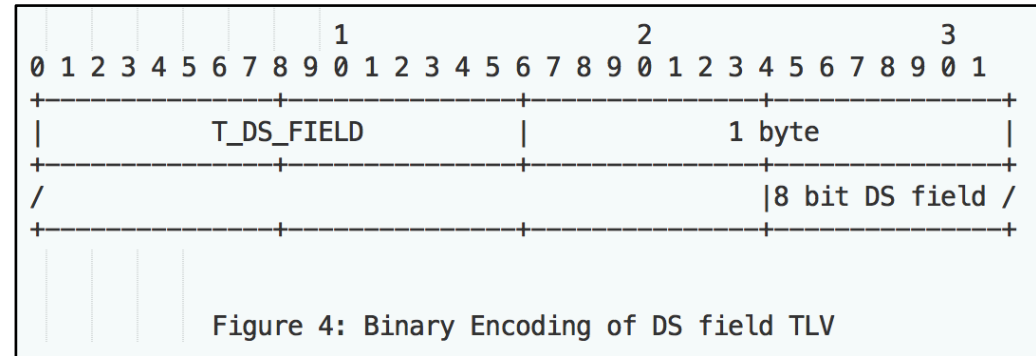 1                   2                   3
0 1 2 3 4 5 6 7 8 9 0 1 2 3 4 5 6 7 8 9 0 1 2 3 4 5 6 7 8 9 0 1
+---------------+---------------+---------------+---------------+
|           T_DS_FIELD          |             1 byte            |
+---------------+---------------+---------------+---------------+
/                                               |8 bit DS field /
+---------------+---------------+---------------+---------------+
Figure 4: Binary Encoding of DS field TLV